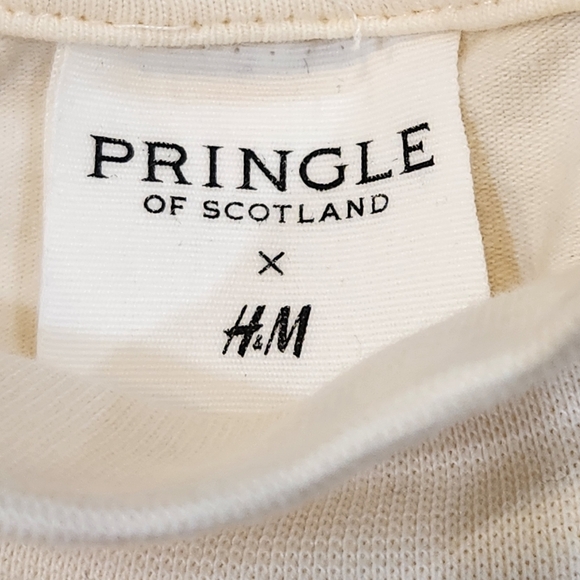 PRINGLE
OF SCOTLAND
×
H&M